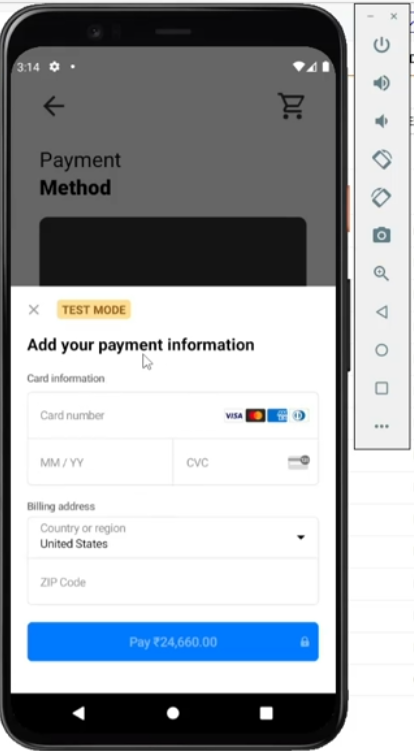 3:14
Payment
Method
TEST MODE
Add your payment information
Card information
Card number VISA
MM / YY CVC
Billing address
Country or region
United States
ZIP Code
Pay ₹24,660.00